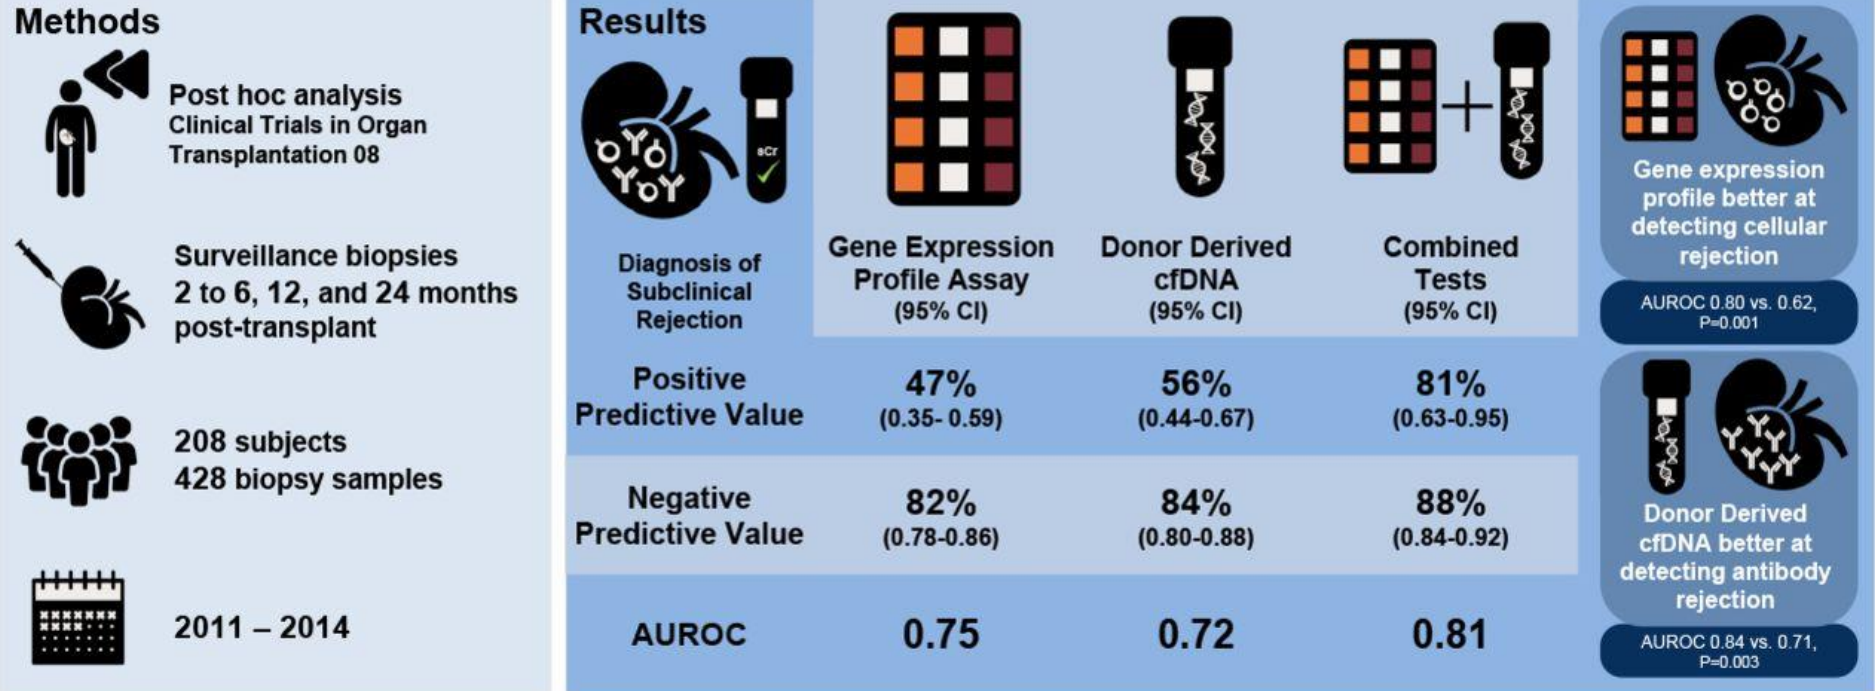 Methods
Post hoc analysis
Clinical Trials in Organ
Transplantation 08
Surveillance biopsies
2 to 6, 12, and 24 months
post-transplant
208 subjects
428 biopsy samples
2011 – 2014
Results
sCr
Diagnosis of
Subclinical
Rejection
Gene Expression
Profile Assay
(95% CI)
Donor Derived
cfDNA
(95% CI)
Combined
Tests
(95% CI)
Positive
Predictive Value
47%
(0.35- 0.59)
56%
(0.44-0.67)
81%
(0.63-0.95)
Negative
Predictive Value
82%
(0.78-0.86)
84%
(0.80-0.88)
88%
(0.84-0.92)
AUROC
0.75
0.72
0.81
Gene expression
profile better at
detecting cellular
rejection
AUROC 0.80 vs. 0.62,
P=0.001
Donor Derived
cfDNA better at
detecting antibody
rejection
AUROC 0.84 vs. 0.71,
P=0.003